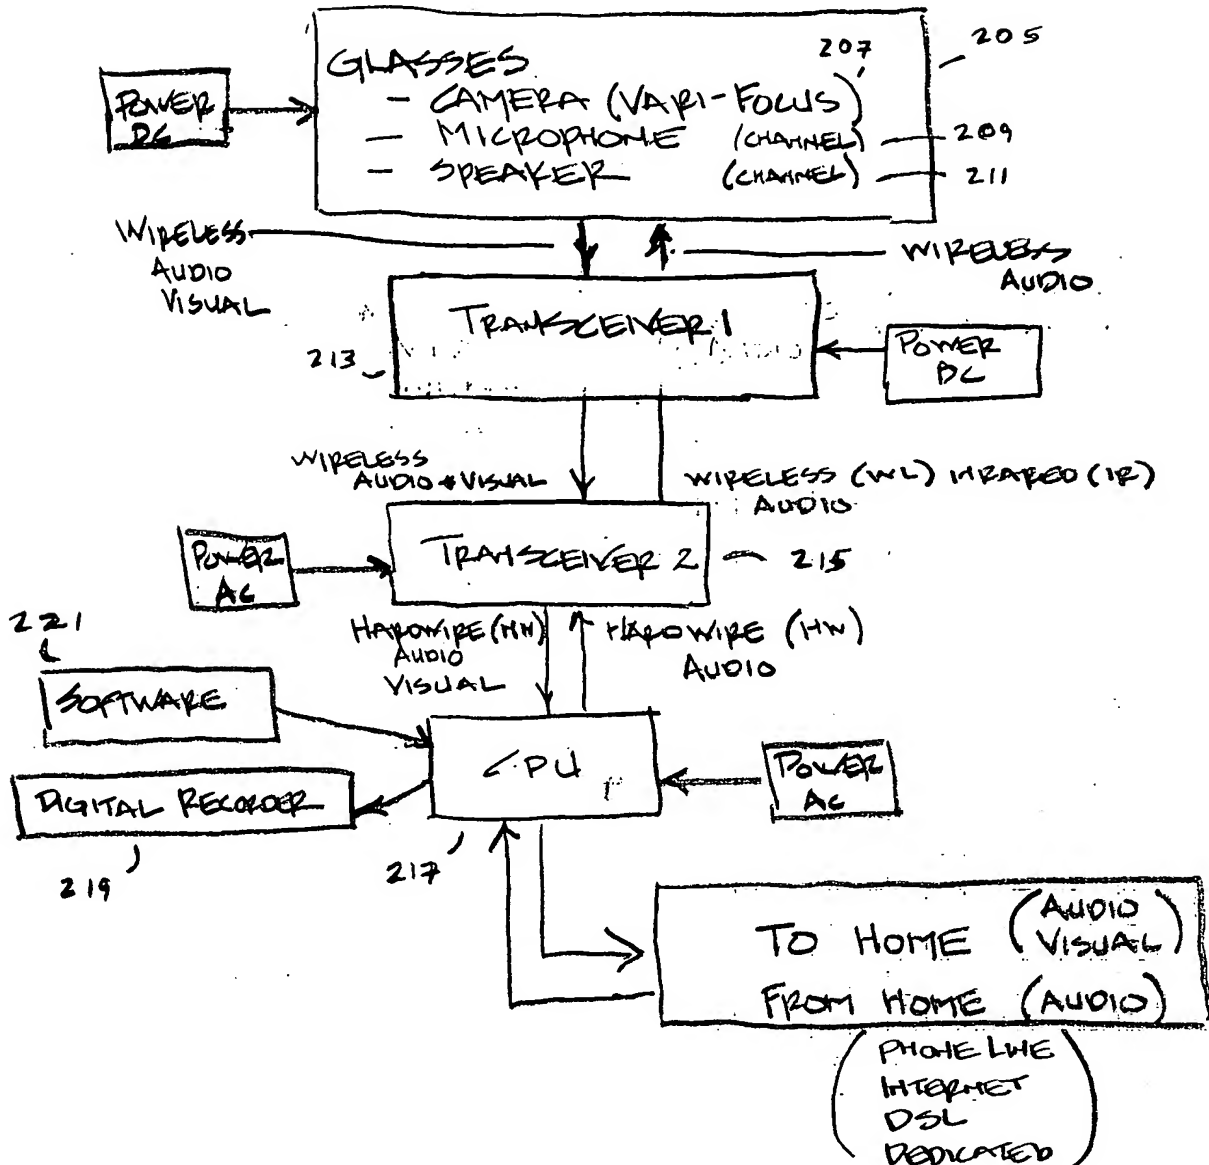 207
205
GLASSES
- CAMERA (VARI-FOCUS)
- MICROPHONE (CHANNEL) 209
- SPEAKER (CHANNEL) 211
POWER
DC
WIRELESS
AUDIO
VISUAL
WIRELESS
AUDIO
TRANSCEIVER 1
213
POWER
DC
WIRELESS
AUDIO & VISUAL
WIRELESS (WL) INRARED (IR)
AUDIO
TRANSCEIVER 2
215
POWER
AC
HARDWIRE (HW)
AUDIO
VISUAL
HARDWIRE (HW)
AUDIO
221
SOFTWARE
CPU
POWER
AC
DIGITAL RECORDER
219
217
TO HOME (AUDIO
VISUAL)
FROM HOME (AUDIO)
(PHONE LINE
INTERNET
DSL
DEDICATED)